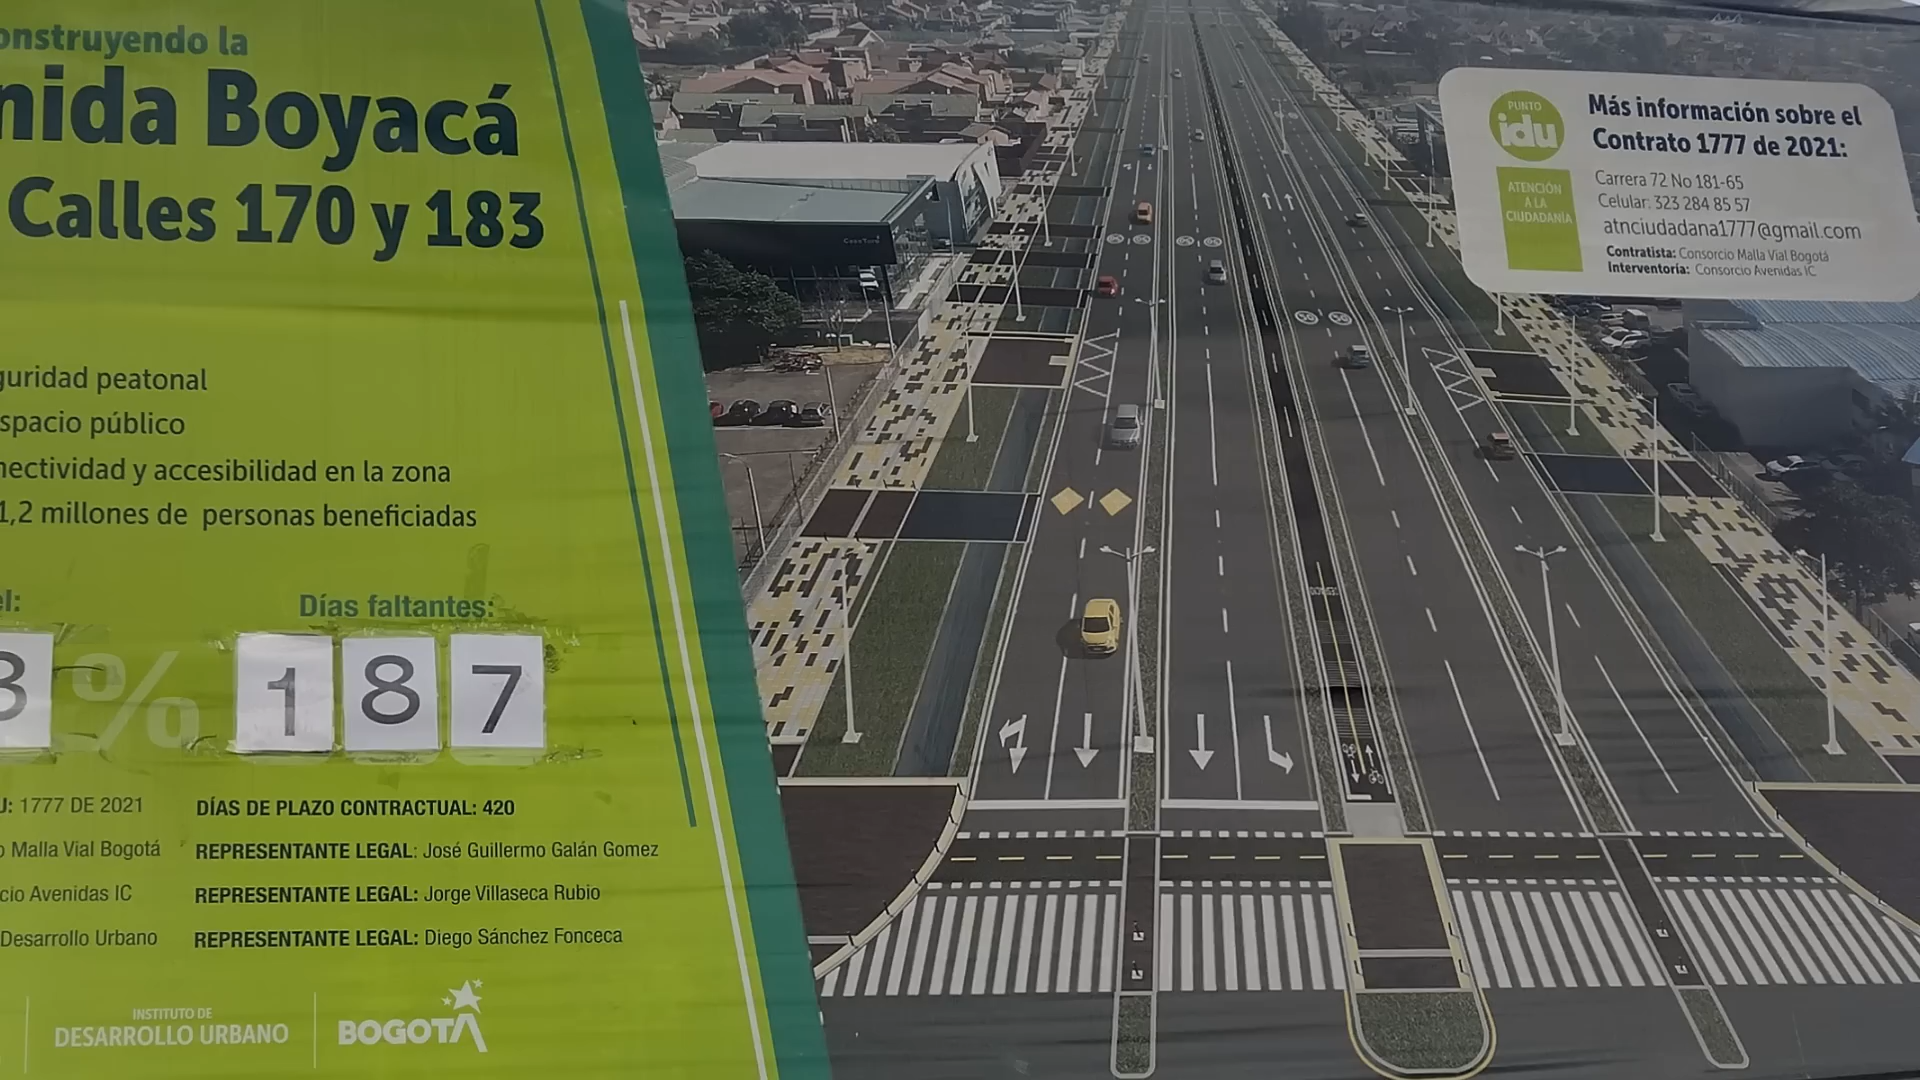 onstruyendo la
nida Boyacá
Calles 170 y 183
guridad peatonal
spacio público
nectividad y accesibilidad en la zona
1,2 millones de personas beneficiadas
el:
Días faltantes:
3 % 187
U: 1777 DE 2021
DÍAS DE PLAZO CONTRACTUAL: 420
o Malla Vial Bogotá
REPRESENTANTE LEGAL: José Guillermo Galán Gomez
cio Avenidas IC
REPRESENTANTE LEGAL: Jorge Villaseca Rubio
Desarrollo Urbano
REPRESENTANTE LEGAL: Diego Sánchez Fonceca
INSTITUTO DE
DESARROLLO URBANO
BOGOTÁ
PUNTO
idu
ATENCIÓN
A LA
CIUDADANÍA
Más información sobre el
Contrato 1777 de 2021:
Carrera 72 No 181-65
Celular: 323 284 85 57
atnciudadana1777@gmail.com
Contratista: Consorcio Malla Vial Bogotá
Interventoría: Consorcio Avenidas IC
CasaToro
50 50